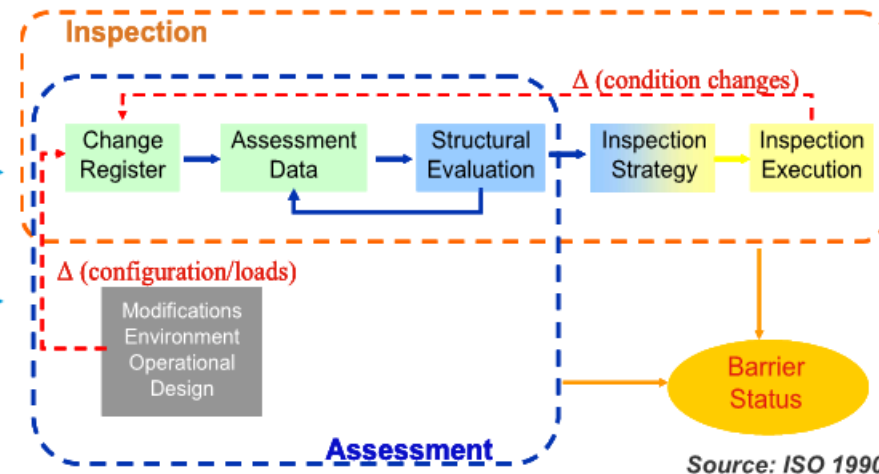 Inspection
Δ (condition changes)
Change
Register
Assessment
Data
Structural
Evaluation
Inspection
Strategy
Inspection
Execution
Δ (configuration/loads)
Modifications
Environment
Operational
Design
Barrier
Status
Assessment
Source: ISO 1990